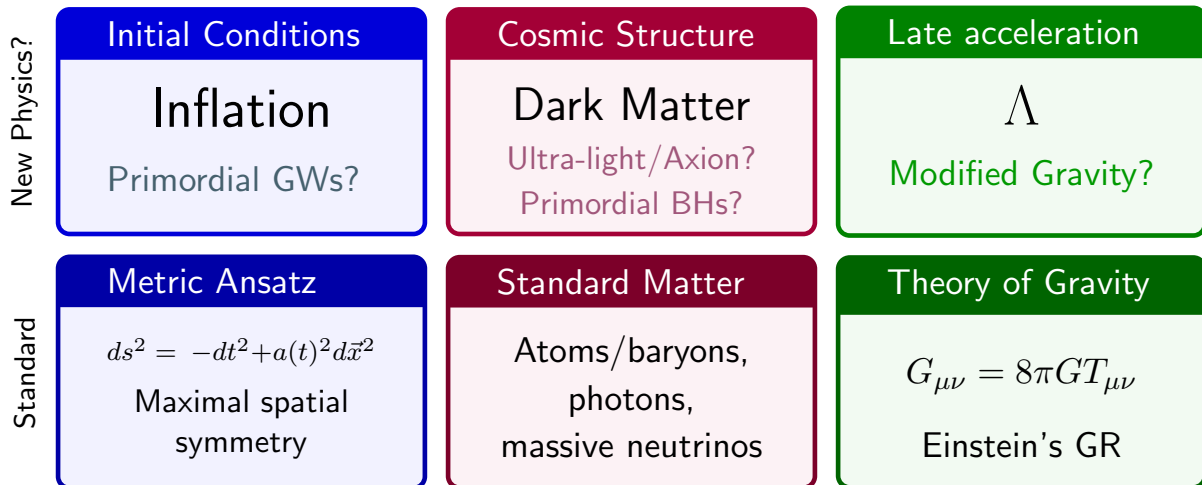 New Physics?
Initial Conditions
Inflation
Primordial GWs?
Cosmic Structure
Dark Matter
Ultra-light/Axion?
Primordial BHs?
Late acceleration
Λ
Modified Gravity?
Standard
Metric Ansatz
ds² = −dt²+a(t)²dx⃗²
Maximal spatial
symmetry
Standard Matter
Atoms/baryons,
photons,
massive neutrinos
Theory of Gravity
Gμν = 8πGTμν
Einstein's GR